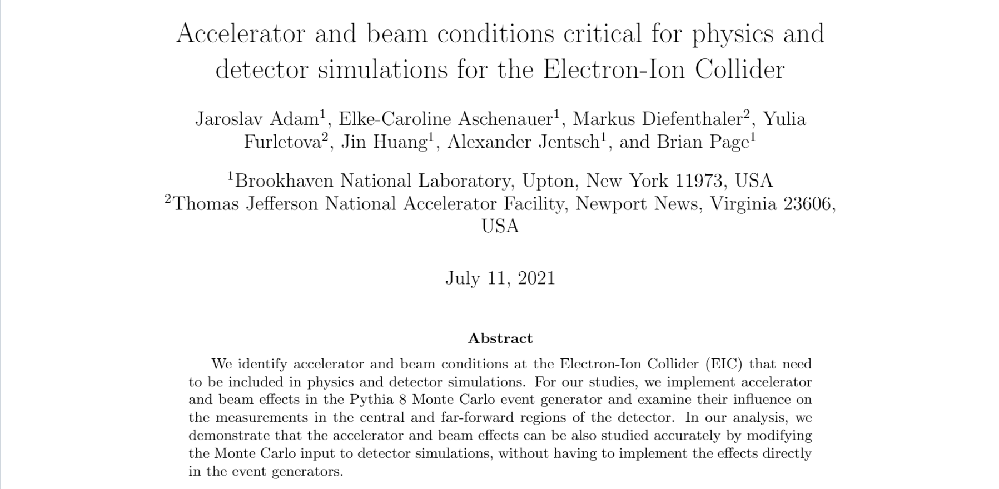 Accelerator and beam conditions critical for physics and
detector simulations for the Electron-Ion Collider
Jaroslav Adam¹, Elke-Caroline Aschenauer¹, Markus Diefenthaler², Yulia
Furletova², Jin Huang¹, Alexander Jentsch¹, and Brian Page¹
¹Brookhaven National Laboratory, Upton, New York 11973, USA
²Thomas Jefferson National Accelerator Facility, Newport News, Virginia 23606,
USA
July 11, 2021
Abstract
We identify accelerator and beam conditions at the Electron-Ion Collider (EIC) that need
to be included in physics and detector simulations. For our studies, we implement accelerator
and beam effects in the Pythia 8 Monte Carlo event generator and examine their influence on
the measurements in the central and far-forward regions of the detector. In our analysis, we
demonstrate that the accelerator and beam effects can be also studied accurately by modifying
the Monte Carlo input to detector simulations, without having to implement the effects directly
in the event generators.